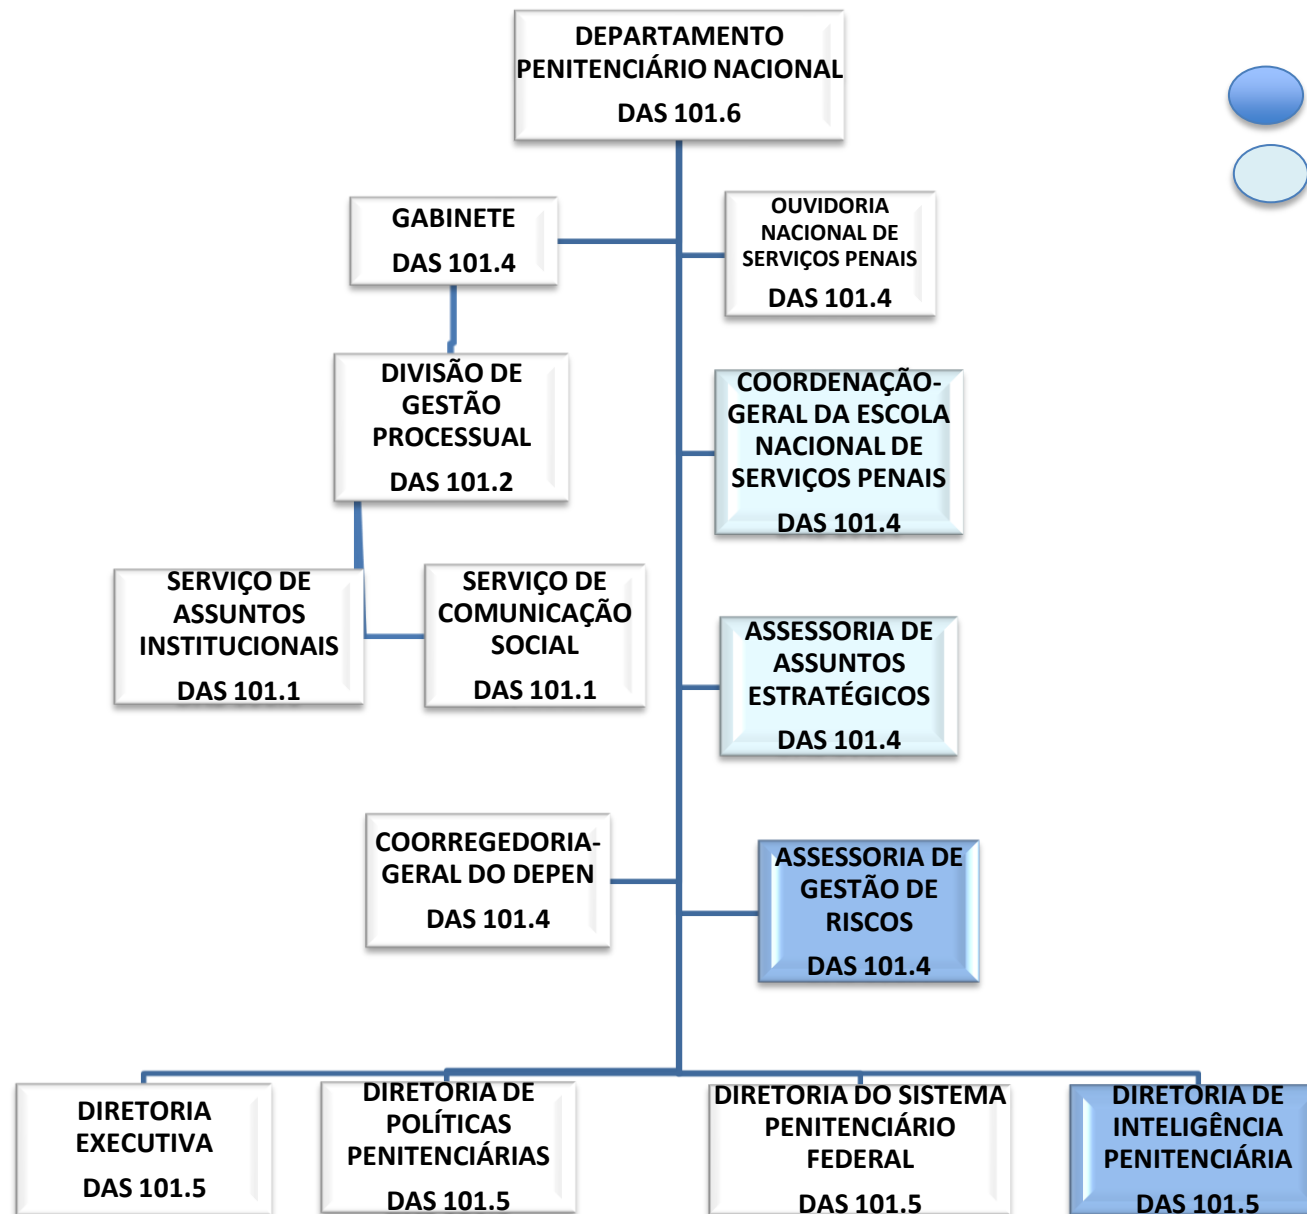 DEPARTAMENTO
PENITENCIÁRIO NACIONAL
DAS 101.6
GABINETE
DAS 101.4
OUVIDORIA
NACIONAL DE
SERVIÇOS PENAIS
DAS 101.4
DIVISÃO DE
GESTÃO
PROCESSUAL
DAS 101.2
COORDENAÇÃO-
GERAL DA ESCOLA
NACIONAL DE
SERVIÇOS PENAIS
DAS 101.4
SERVIÇO DE
ASSUNTOS
INSTITUCIONAIS
DAS 101.1
SERVIÇO DE
COMUNICAÇÃO
SOCIAL
DAS 101.1
ASSESSORIA DE
ASSUNTOS
ESTRATÉGICOS
DAS 101.4
COORREGEDORIA-
GERAL DO DEPEN
DAS 101.4
ASSESSORIA DE
GESTÃO DE
RISCOS
DAS 101.4
DIRETORIA
EXECUTIVA
DAS 101.5
DIRETORIA DE
POLÍTICAS
PENITENCIÁRIAS
DAS 101.5
DIRETORIA DO SISTEMA
PENITENCIÁRIO
FEDERAL
DAS 101.5
DIRETORIA DE
INTELIGÊNCIA
PENITENCIÁRIA
DAS 101.5